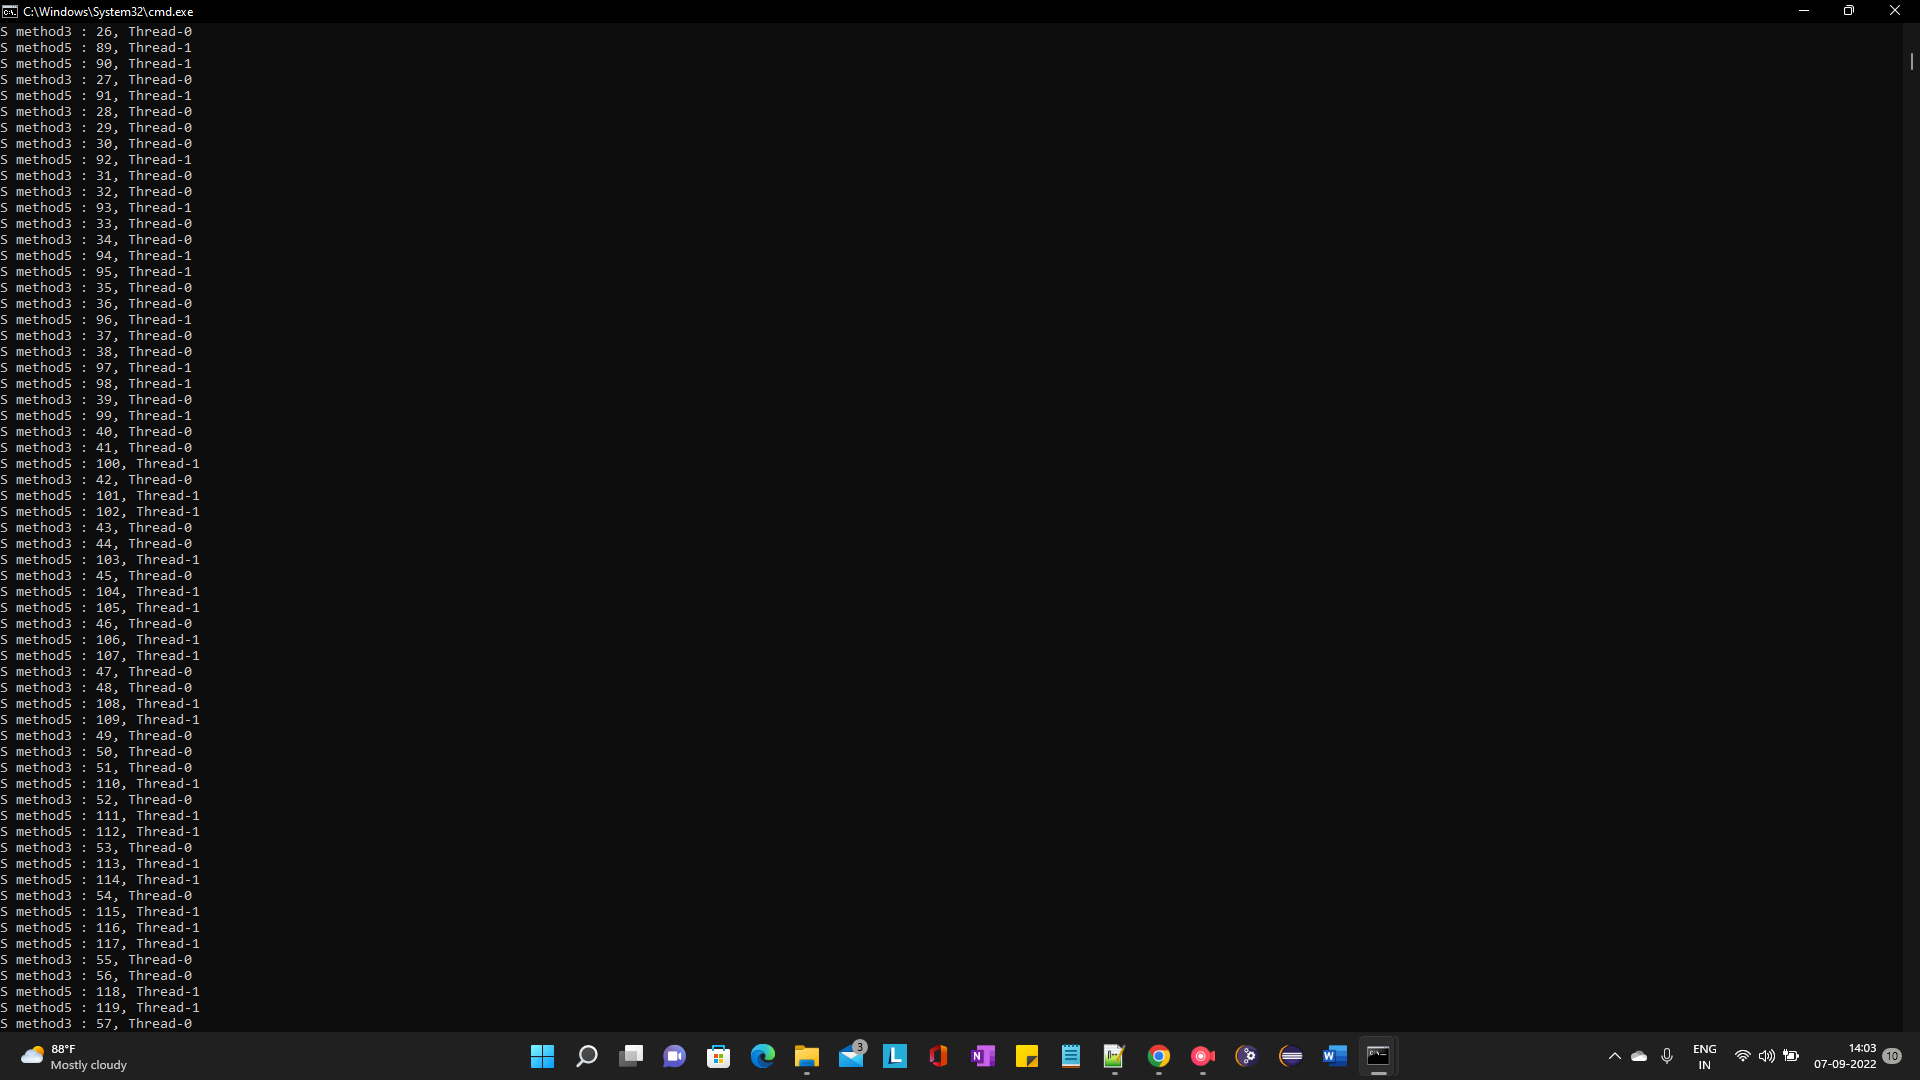 C:\Windows\System32\cmd.exe
S method3 : 26, Thread-0
S method5 : 89, Thread-1
S method5 : 90, Thread-1
S method3 : 27, Thread-0
S method5 : 91, Thread-1
S method3 : 28, Thread-0
S method3 : 29, Thread-0
S method3 : 30, Thread-0
S method5 : 92, Thread-1
S method3 : 31, Thread-0
S method3 : 32, Thread-0
S method5 : 93, Thread-1
S method3 : 33, Thread-0
S method3 : 34, Thread-0
S method5 : 94, Thread-1
S method5 : 95, Thread-1
S method3 : 35, Thread-0
S method3 : 36, Thread-0
S method5 : 96, Thread-1
S method3 : 37, Thread-0
S method3 : 38, Thread-0
S method5 : 97, Thread-1
S method5 : 98, Thread-1
S method3 : 39, Thread-0
S method5 : 99, Thread-1
S method3 : 40, Thread-0
S method3 : 41, Thread-0
S method5 : 100, Thread-1
S method3 : 42, Thread-0
S method5 : 101, Thread-1
S method5 : 102, Thread-1
S method3 : 43, Thread-0
S method3 : 44, Thread-0
S method5 : 103, Thread-1
S method3 : 45, Thread-0
S method5 : 104, Thread-1
S method5 : 105, Thread-1
S method3 : 46, Thread-0
S method5 : 106, Thread-1
S method5 : 107, Thread-1
S method3 : 47, Thread-0
S method3 : 48, Thread-0
S method5 : 108, Thread-1
S method5 : 109, Thread-1
S method3 : 49, Thread-0
S method3 : 50, Thread-0
S method3 : 51, Thread-0
S method5 : 110, Thread-1
S method3 : 52, Thread-0
S method5 : 111, Thread-1
S method5 : 112, Thread-1
S method3 : 53, Thread-0
S method5 : 113, Thread-1
S method5 : 114, Thread-1
S method3 : 54, Thread-0
S method5 : 115, Thread-1
S method5 : 116, Thread-1
S method5 : 117, Thread-1
S method3 : 55, Thread-0
S method3 : 56, Thread-0
S method5 : 118, Thread-1
S method5 : 119, Thread-1
S method3 : 57, Thread-0
88°F
Mostly cloudy
3
L
N
W
ENG
IN
14:03
07-09-2022
10